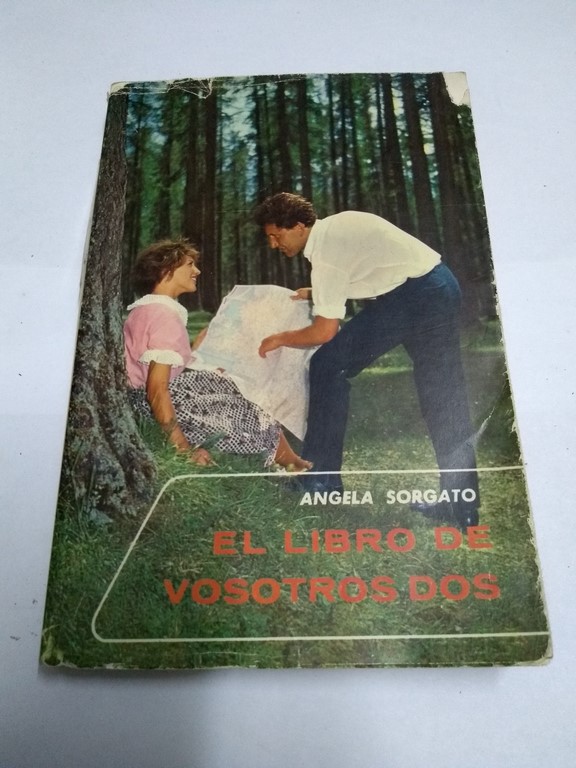 ANGELA SORGATO
EL LIBRO DE
VOSOTROS DOS